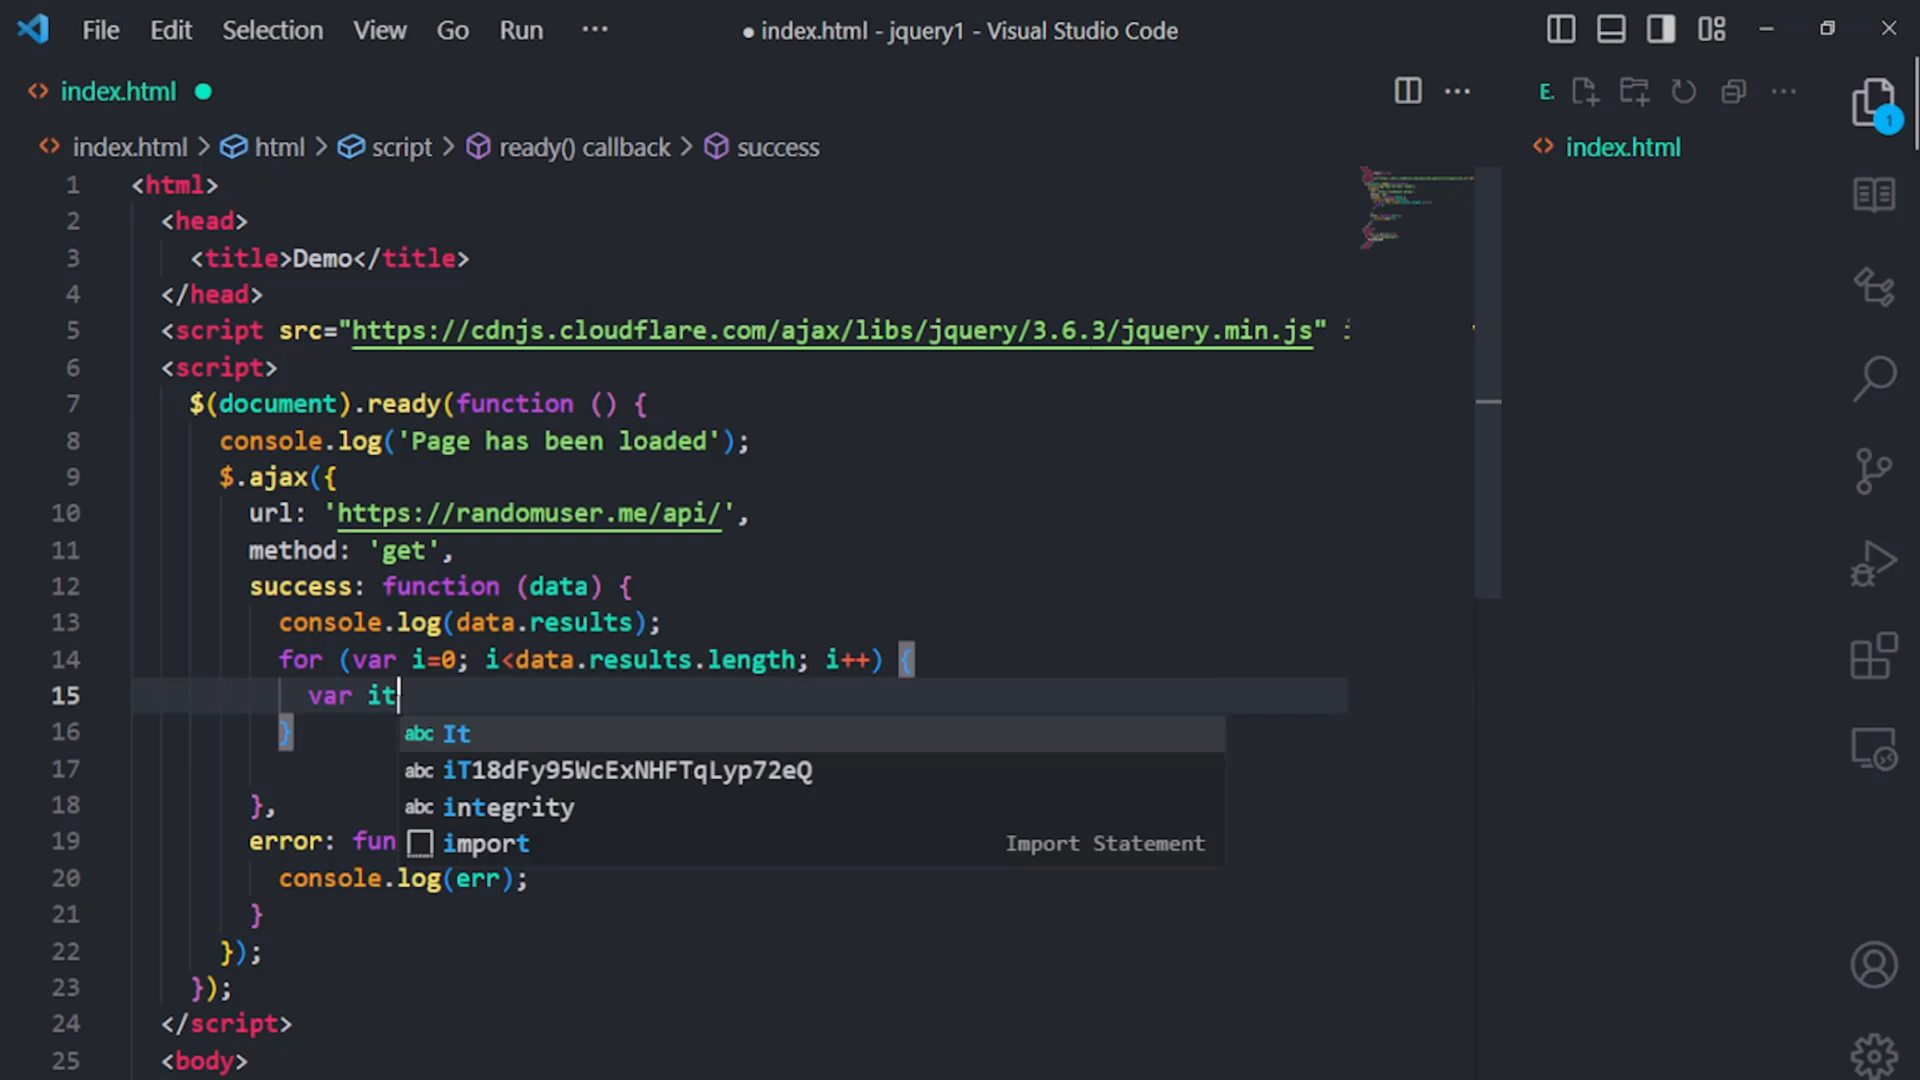 File Edit Selection View Go Run ··· ● index.html - jquery1 - Visual Studio Code
index.html ●
E.
index.html > html > script > ready() callback > success
index.html
1 <html>
2 <head>
3 <title>Demo</title>
4 </head>
5 <script src="https://cdnjs.cloudflare.com/ajax/libs/jquery/3.6.3/jquery.min.js" i
6 <script>
7 $(document).ready(function () {
8 console.log('Page has been loaded');
9 $.ajax({
10 url: 'https://randomuser.me/api/',
11 method: 'get',
12 success: function (data) {
13 console.log(data.results);
14 for (var i=0; i<data.results.length; i++) {
15 var it
16 }
abc It
17
abc iT18dFy95WcExNHFTqLyp72eQ
18 },
abc integrity
19 error: fun
import Import Statement
20 console.log(err);
21 }
22 });
23 });
24 </script>
25 <body>
1